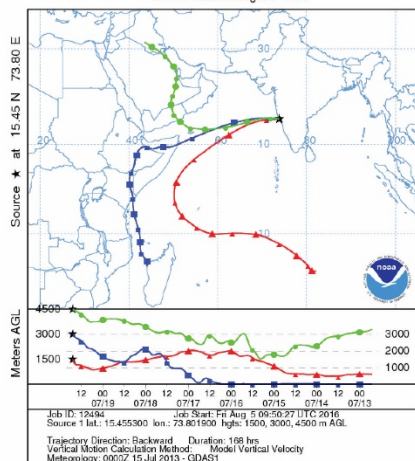 Source ★ at 15.45 N 73.80 E
30
20
40
60
80
10
10
noaa
Meters AGL
4500
3000
1500
3000
2000
1000
12 00 12 00 12 00 12 00 12 00 12 00 12 00
07/19 07/18 07/17 07/16 07/15 07/14 07/13
Job ID: 12494 Job Start: Fri Aug 5 09:50:27 UTC 2016
Source 1 lat.: 15.455300 lon.: 73.801900 hgts: 1500, 3000, 4500 m AGL
Trajectory Direction: Backward Duration: 168 hrs
Vertical Motion Calculation Method: Model Vertical Velocity
Meteorology: 0000Z 15 Jul 2013 - GDAS1